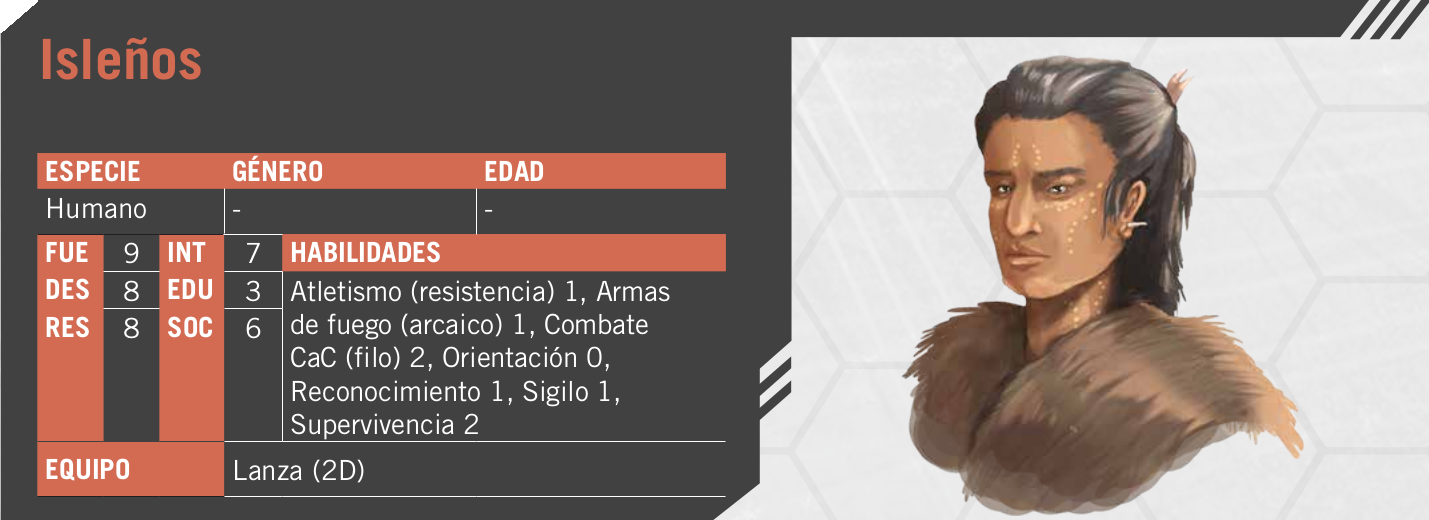 Isleños
ESPECIE GÉNERO EDAD
Humano - -
FUE 9 INT 7 HABILIDADES
DES 8 EDU 3 Atletismo (resistencia) 1, Armas
RES 8 SOC 6 de fuego (arcaico) 1, Combate
CaC (filo) 2, Orientación 0,
Reconocimiento 1, Sigilo 1,
Supervivencia 2
EQUIPO Lanza (2D)